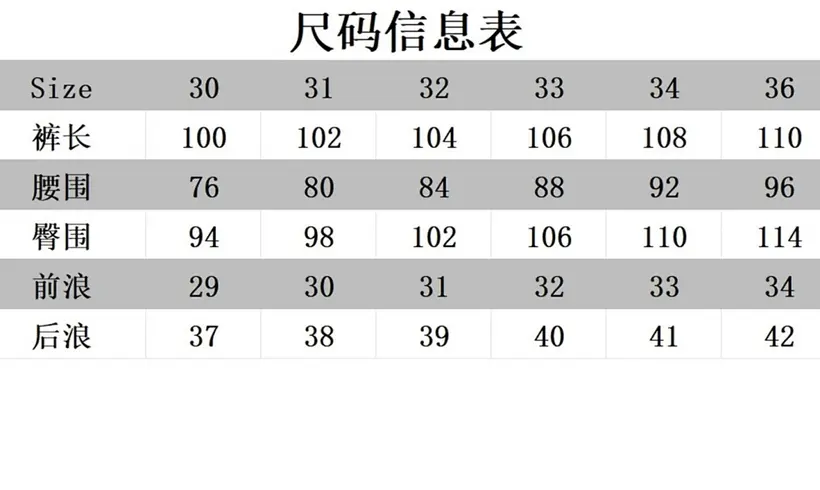 尺码信息表
Size 30 31 32 33 34 36
裤长 100 102 104 106 108 110
腰围 76 80 84 88 92 96
臀围 94 98 102 106 110 114
前浪 29 30 31 32 33 34
后浪 37 38 39 40 41 42